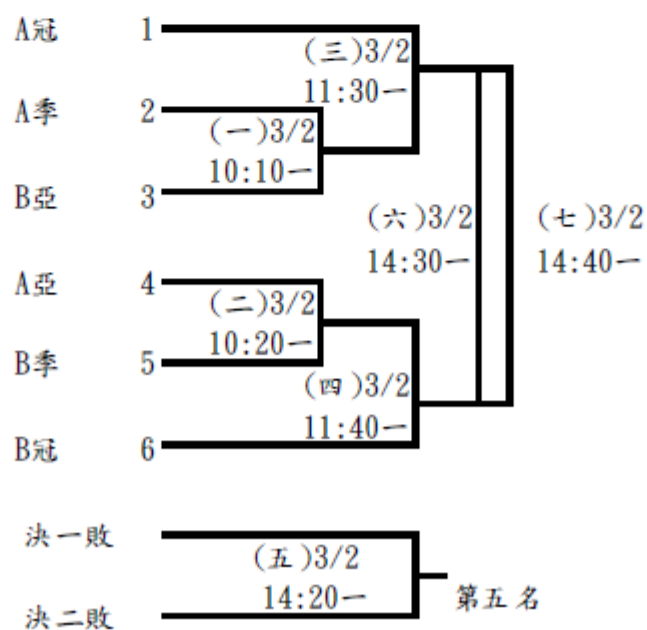 A冠 1
(三)3/2
11:30一
A季 2
(一)3/2
10:10一
B亞 3
(六)3/2
14:30一
(七)3/2
14:40一
A亞 4
(二)3/2
10:20一
B季 5
(四)3/2
11:40一
B冠 6
決一敗
(五)3/2
14:20一
第五名
決二敗